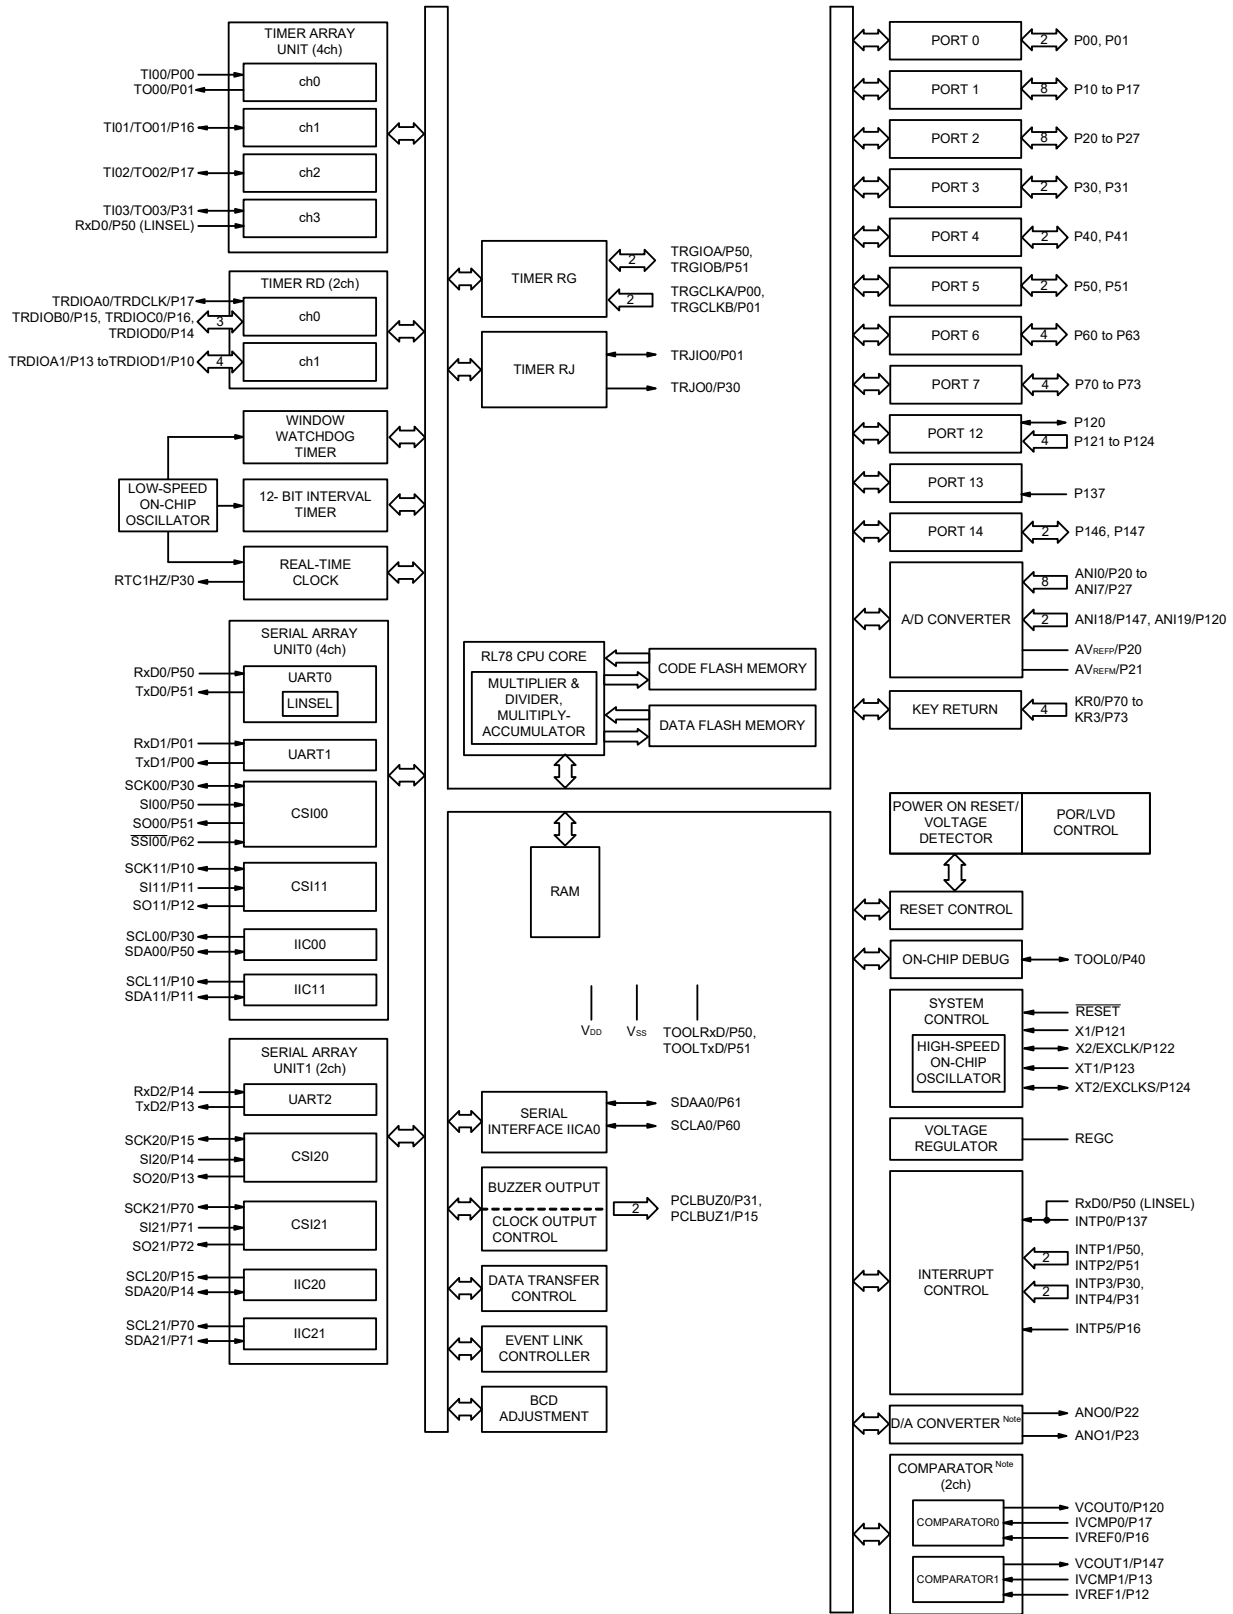 TIMER ARRAY
UNIT (4ch)
TI00/P00
TO00/P01
ch0
TI01/TO01/P16
ch1
TI02/TO02/P17
ch2
TI03/TO03/P31
RxD0/P50 (LINSEL)
ch3
TIMER RD (2ch)
TRDIOA0/TRDCLK/P17
TRDIOB0/P15, TRDIOC0/P16,
TRDIOD0/P14
3
ch0
TRDIOA1/P13 toTRDIOD1/P10
4
ch1
WINDOW
WATCHDOG
TIMER
LOW-SPEED
ON-CHIP
OSCILLATOR
12- BIT INTERVAL
TIMER
REAL-TIME
CLOCK
RTC1HZ/P30
SERIAL ARRAY
UNIT0 (4ch)
RxD0/P50
TxD0/P51
UART0
LINSEL
RxD1/P01
TxD1/P00
UART1
SCK00/P30
SI00/P50
SO00/P51
SSI00/P62
CSI00
SCK11/P10
SI11/P11
SO11/P12
CSI11
SCL00/P30
SDA00/P50
IIC00
SCL11/P10
SDA11/P11
IIC11
SERIAL ARRAY
UNIT1 (2ch)
RxD2/P14
TxD2/P13
UART2
SCK20/P15
SI20/P14
SO20/P13
CSI20
SCK21/P70
SI21/P71
SO21/P72
CSI21
SCL20/P15
SDA20/P14
IIC20
SCL21/P70
SDA21/P71
IIC21
TIMER RG
2
TRGIOA/P50,
TRGIOB/P51
2
TRGCLKA/P00,
TRGCLKB/P01
TIMER RJ
TRJIO0/P01
TRJO0/P30
RL78 CPU CORE
MULTIPLIER &
DIVIDER,
MULITIPLY-
ACCUMULATOR
CODE FLASH MEMORY
DATA FLASH MEMORY
RAM
VDD
VSS
TOOLRxD/P50,
TOOLTxD/P51
SERIAL
INTERFACE IICA0
SDAA0/P61
SCLA0/P60
BUZZER OUTPUT
CLOCK OUTPUT
CONTROL
2
PCLBUZ0/P31,
PCLBUZ1/P15
DATA TRANSFER
CONTROL
EVENT LINK
CONTROLLER
BCD
ADJUSTMENT
PORT 0
2
P00, P01
PORT 1
8
P10 to P17
PORT 2
8
P20 to P27
PORT 3
2
P30, P31
PORT 4
2
P40, P41
PORT 5
2
P50, P51
PORT 6
4
P60 to P63
PORT 7
4
P70 to P73
PORT 12
P120
4
P121 to P124
PORT 13
P137
PORT 14
2
P146, P147
A/D CONVERTER
8
ANI0/P20 to
ANI7/P27
2
ANI18/P147, ANI19/P120
AVREFP/P20
AVREFM/P21
KEY RETURN
4
KR0/P70 to
KR3/P73
POWER ON RESET/
VOLTAGE
DETECTOR
POR/LVD
CONTROL
RESET CONTROL
ON-CHIP DEBUG
TOOL0/P40
SYSTEM
CONTROL
HIGH-SPEED
ON-CHIP
OSCILLATOR
RESET
X1/P121
X2/EXCLK/P122
XT1/P123
XT2/EXCLKS/P124
VOLTAGE
REGULATOR
REGC
INTERRUPT
CONTROL
RxD0/P50 (LINSEL)
INTP0/P137
2
INTP1/P50,
INTP2/P51
2
INTP3/P30,
INTP4/P31
INTP5/P16
D/A CONVERTER Note
ANO0/P22
ANO1/P23
COMPARATOR Note
(2ch)
COMPARATOR0
VCOUT0/P120
IVCMP0/P17
IVREF0/P16
COMPARATOR1
VCOUT1/P147
IVCMP1/P13
IVREF1/P12